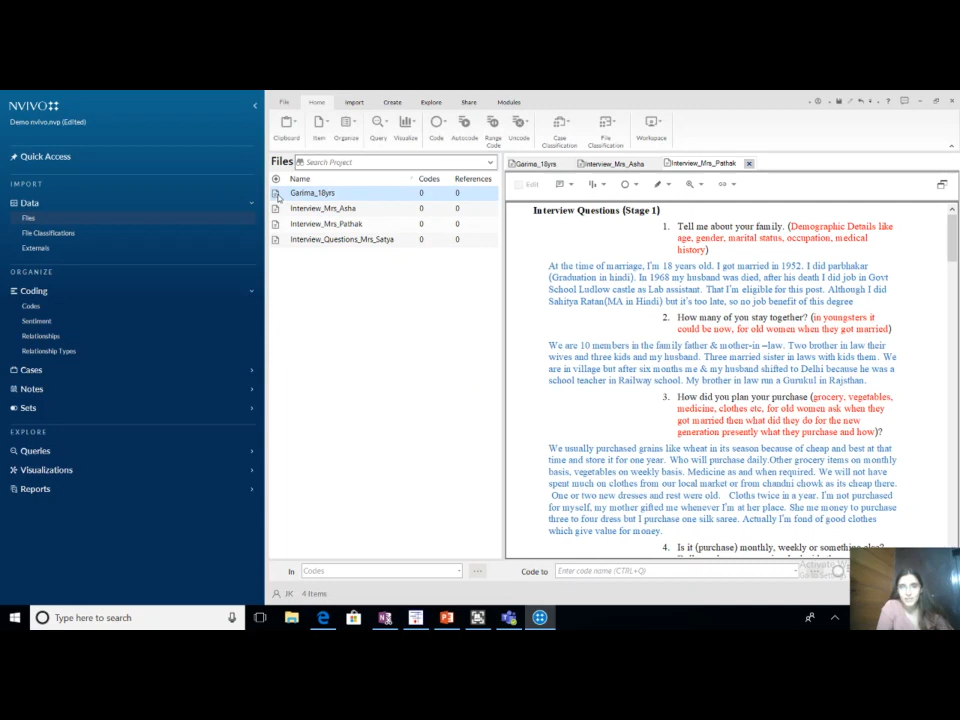 NVIVO
Demo nvivo.nvp (Edited)
Quick Access
IMPORT
Data
Files
File Classifications
Externals
ORGANIZE
Coding
Codes
Sentiment
Relationships
Relationship Types
Cases
Notes
Sets
EXPLORE
Queries
Visualizations
Reports
File Home Import Create Explore Share Modules
Clipboard Item Organize Query Visualize Code Autocode Range Code Uncode Case Classification File Classification Workspace
Files Search Project
Name Codes References
Garima_18yrs 0 0
Interview_Mrs_Asha 0 0
Interview_Mrs_Pathak 0 0
Interview_Questions_Mrs_Satya 0 0
Garima_18yrs Interview_Mrs_Asha Interview_Mrs_Pathak
Edit
Interview Questions (Stage 1)
1. Tell me about your family. (Demographic Details like
age, gender, marital status, occupation, medical
history)
At the time of marriage, I'm 18 years old. I got married in 1952. I did parbhakar
(Graduation in hindi). In 1968 my husband was died, after his death I did job in Govt
School Ludlow castle as Lab assistant. That I'm eligible for this post. Although I did
Sahitya Ratan(MA in Hindi) but it's too late, so no job benefit of this degree
2. How many of you stay together? (in youngsters it
could be now, for old women when they got married)
We are 10 members in the family father & mother-in –law. Two brother in law their
wives and three kids and my husband. Three married sister in laws with kids them. We
are in village but after six months me & my husband shifted to Delhi because he was a
school teacher in Railway school. My brother in law run a Gurukul in Rajsthan.
3. How did you plan your purchase (grocery, vegetables,
medicine, clothes etc, for old women ask when they
got married then what did they do for the new
generation presently what they purchase and how)?
We usually purchased grains like wheat in its season because of cheap and best at that
time and store it for one year. Who will purchase daily.Other grocery items on monthly
basis, vegetables on weekly basis. Medicine as and when required. We will not have
spent much on clothes from our local market or from chandni chowk as its cheap there.
One or two new dresses and rest were old. Cloths twice in a year. I'm not purchased
for myself, my mother gifted me whenever I'm at her place. She me money to purchase
three to four dress but I purchase one silk saree. Actually I'm fond of good clothes
which give value for money.
4. Is it (purchase) monthly, weekly or something else?
In Codes Code to Enter code name (CTRL+Q)
JK 4 Items
Type here to search